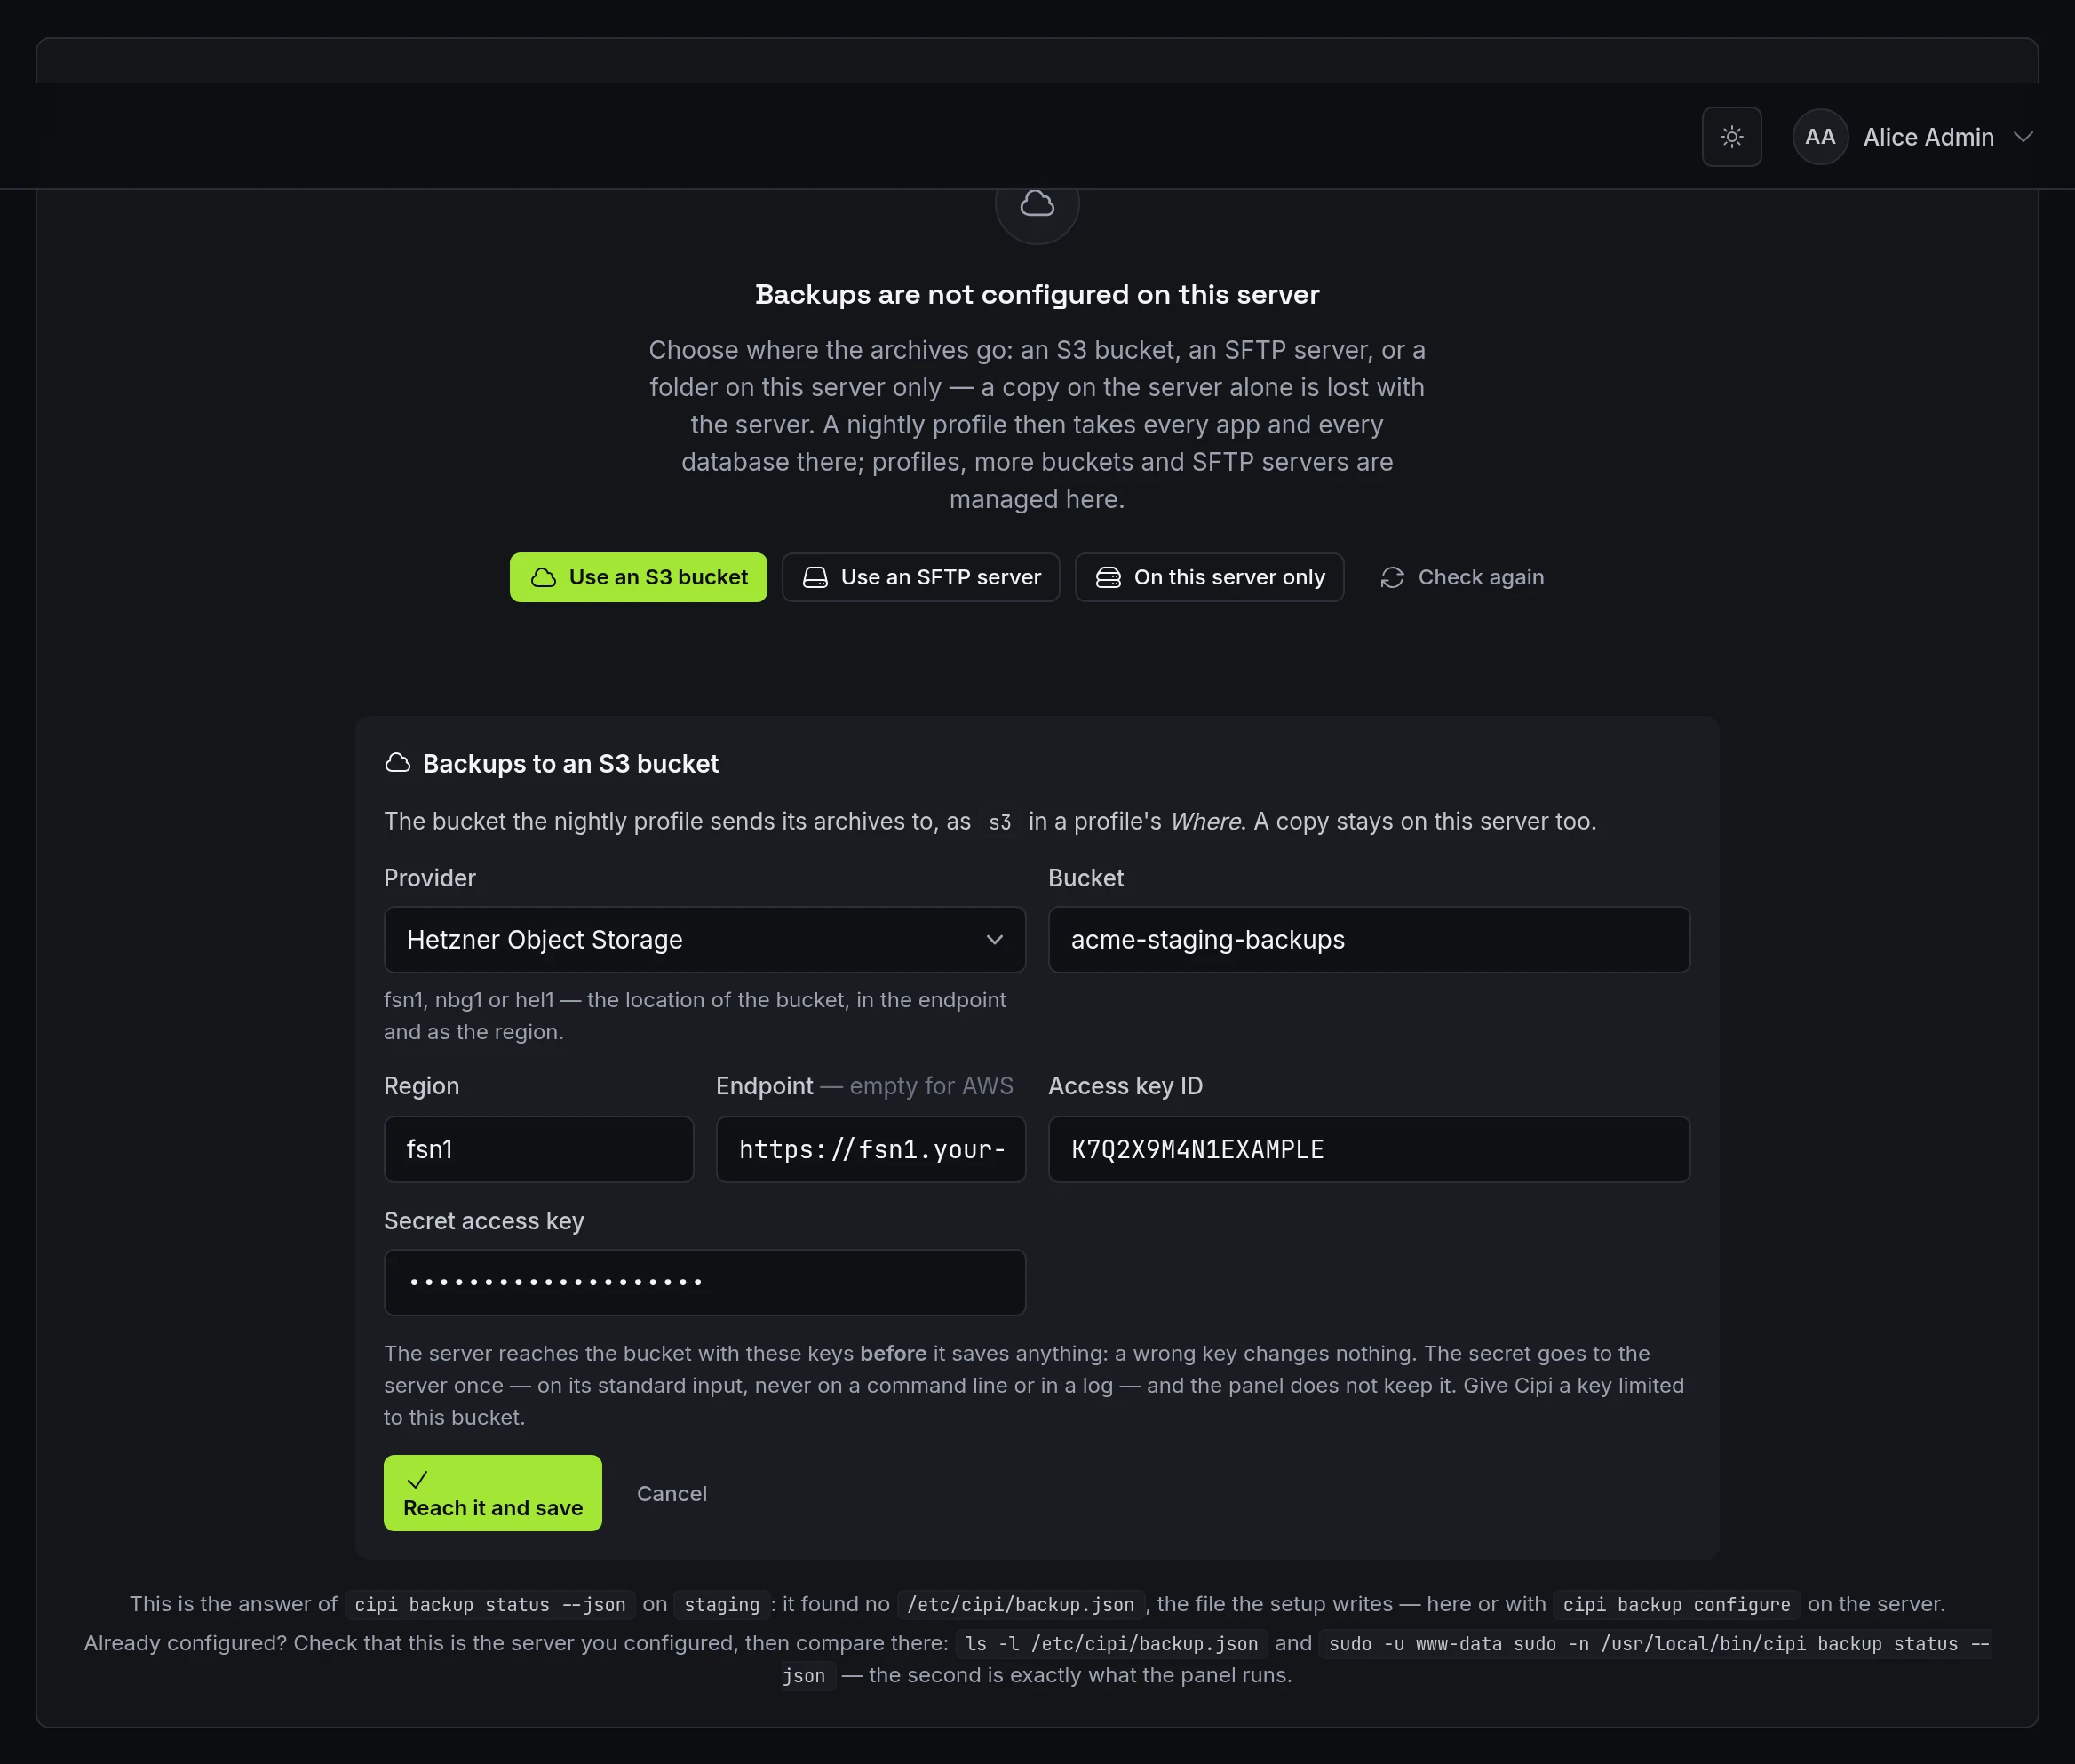 AA Alice Admin
Backups are not configured on this server
Choose where the archives go: an S3 bucket, an SFTP server, or a
folder on this server only — a copy on the server alone is lost with
the server. A nightly profile then takes every app and every
database there; profiles, more buckets and SFTP servers are
managed here.
Use an S3 bucket Use an SFTP server On this server only Check again
Backups to an S3 bucket
The bucket the nightly profile sends its archives to, as s3 in a profile's Where. A copy stays on this server too.
Provider Bucket
Hetzner Object Storage acme-staging-backups
fsn1, nbg1 or hel1 — the location of the bucket, in the endpoint
and as the region.
Region Endpoint — empty for AWS Access key ID
fsn1 https://fsn1.your- K7Q2X9M4N1EXAMPLE
Secret access key
••••••••••••••••••••
The server reaches the bucket with these keys before it saves anything: a wrong key changes nothing. The secret goes to the
server once — on its standard input, never on a command line or in a log — and the panel does not keep it. Give Cipi a key limited
to this bucket.
Reach it and save Cancel
This is the answer of cipi backup status --json on staging: it found no /etc/cipi/backup.json, the file the setup writes — here or with cipi backup configure on the server.
Already configured? Check that this is the server you configured, then compare there: ls -l /etc/cipi/backup.json and sudo -u www-data sudo -n /usr/local/bin/cipi backup status --
json — the second is exactly what the panel runs.